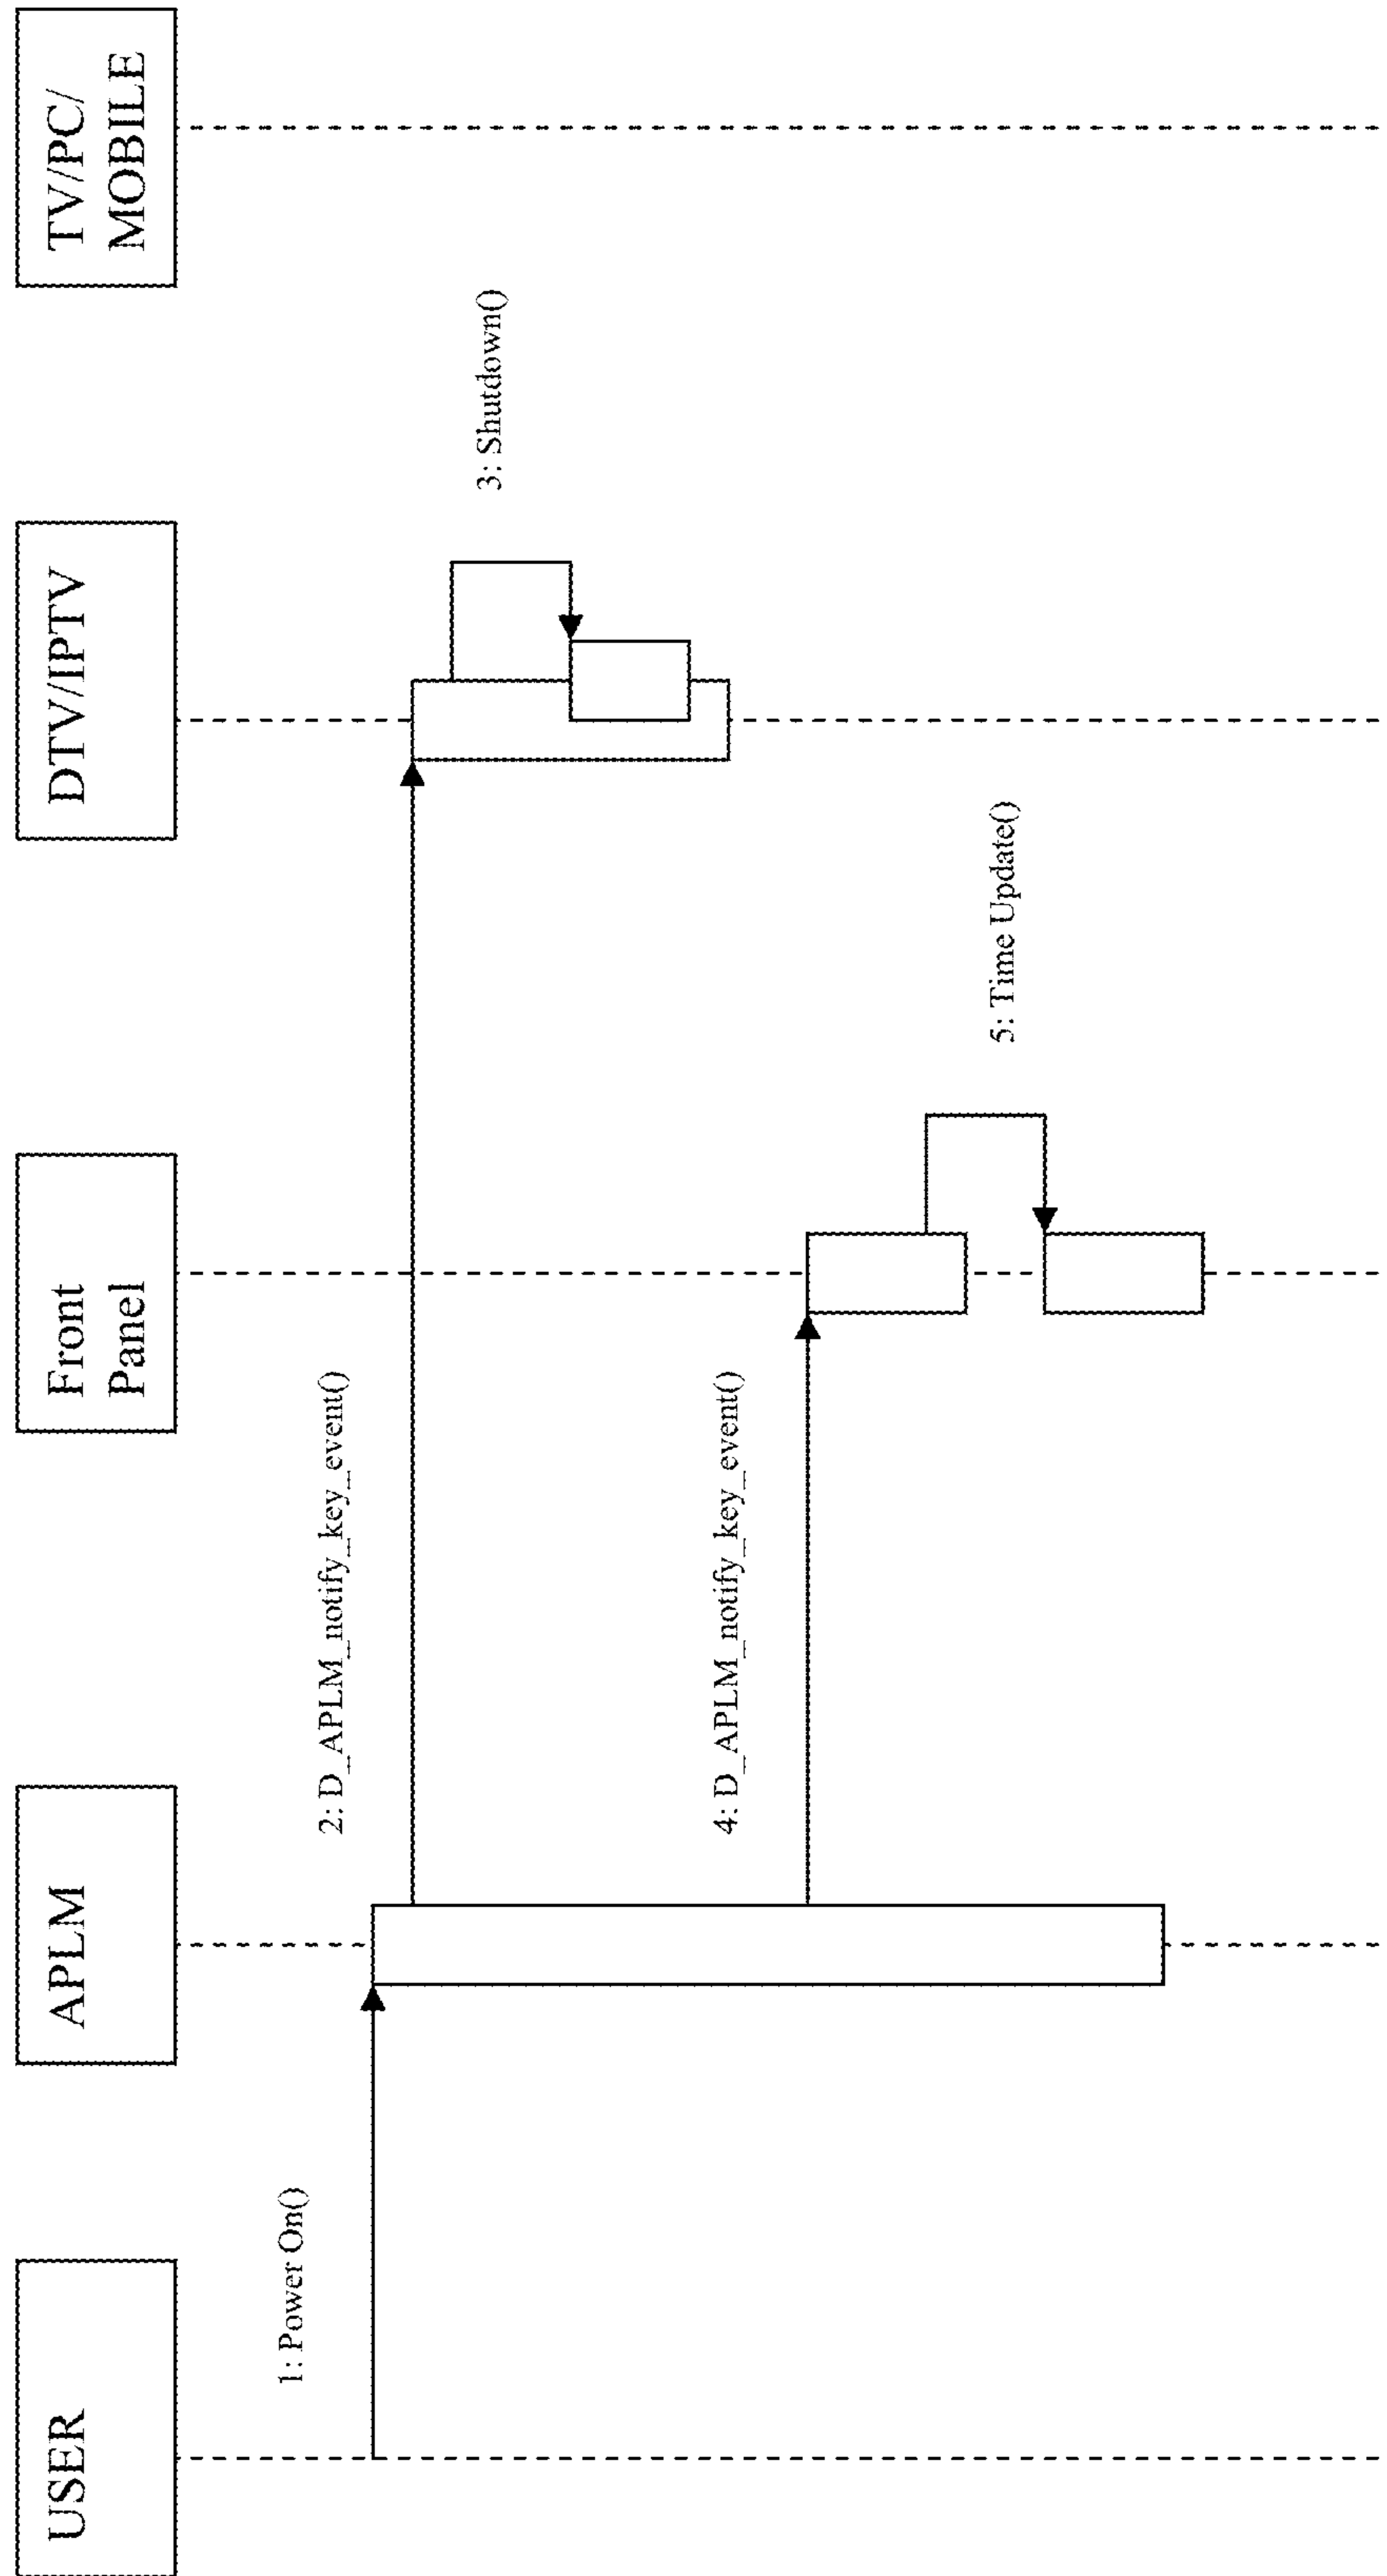 USER
APLM
Front
Panel
DTV/IPTV
TV/PC/
MOBILE
1: Power On()
2: D_APLM_notify_key_event()
3: Shutdown()
4: D_APLM_notify_key_event()
5: Time Update()